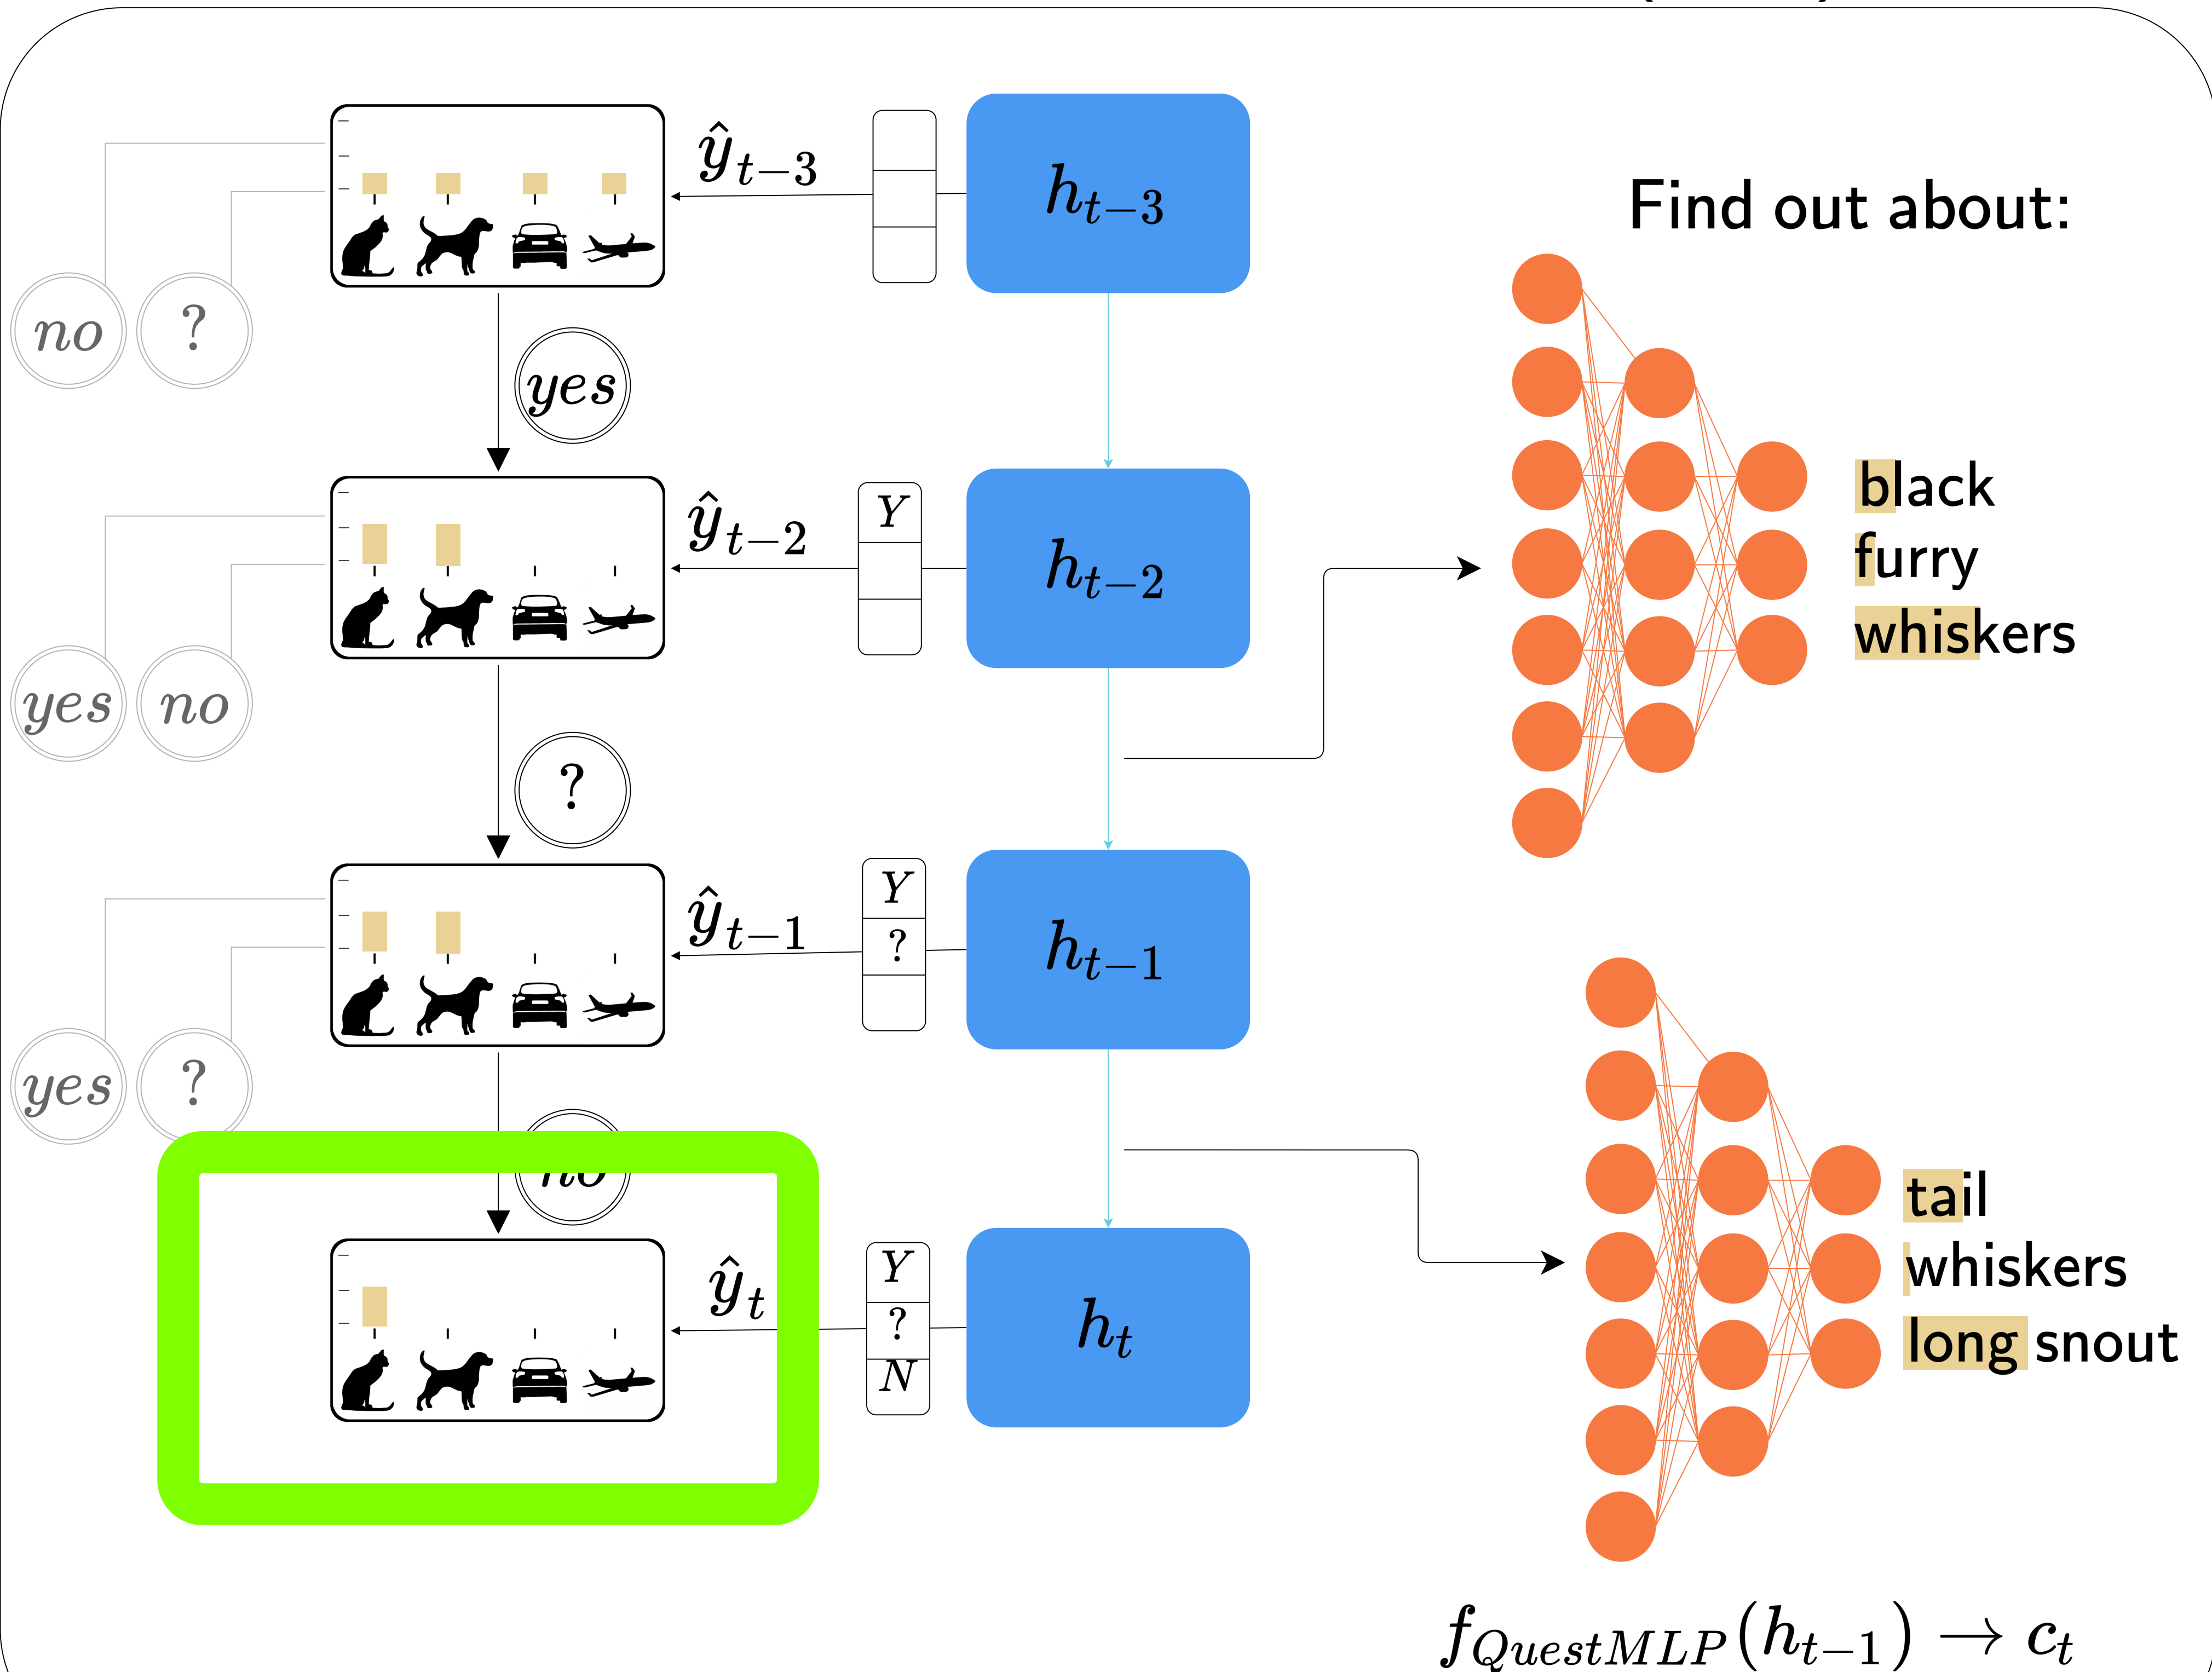 ŷ_{t−3}
h_{t−3}
Find out about:
no
?
yes
Y
ŷ_{t−2}
h_{t−2}
black
furry
whiskers
yes
no
?
Y
?
ŷ_{t−1}
h_{t−1}
yes
?
no
tail
whiskers
long snout
Y
?
N
ŷ_t
h_t
f_{QuestMLP}(h_{t−1}) → c_t